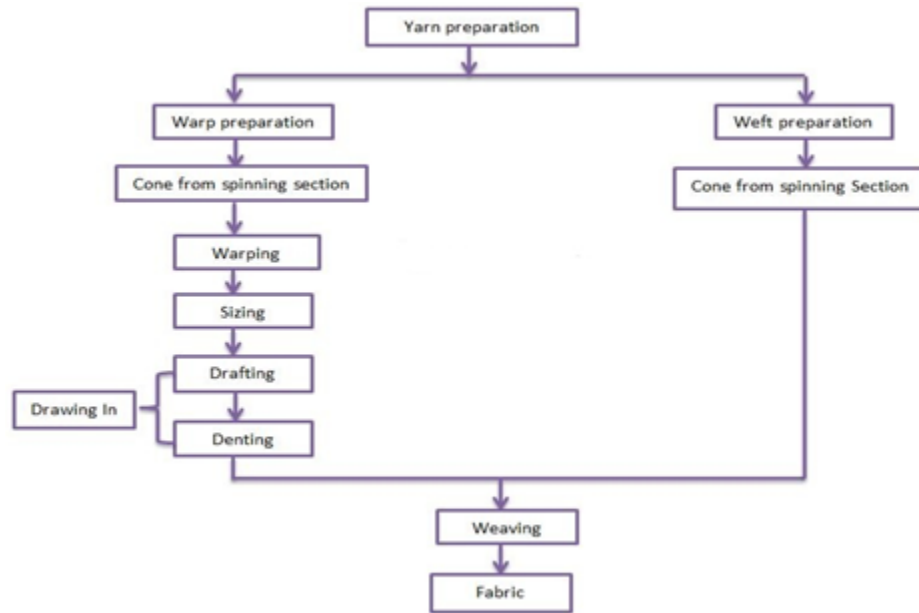 Yarn preparation
Warp preparation
Weft preparation
Cone from spinning section
Cone from spinning Section
Warping
Sizing
Drafting
Drawing In
Denting
Weaving
Fabric